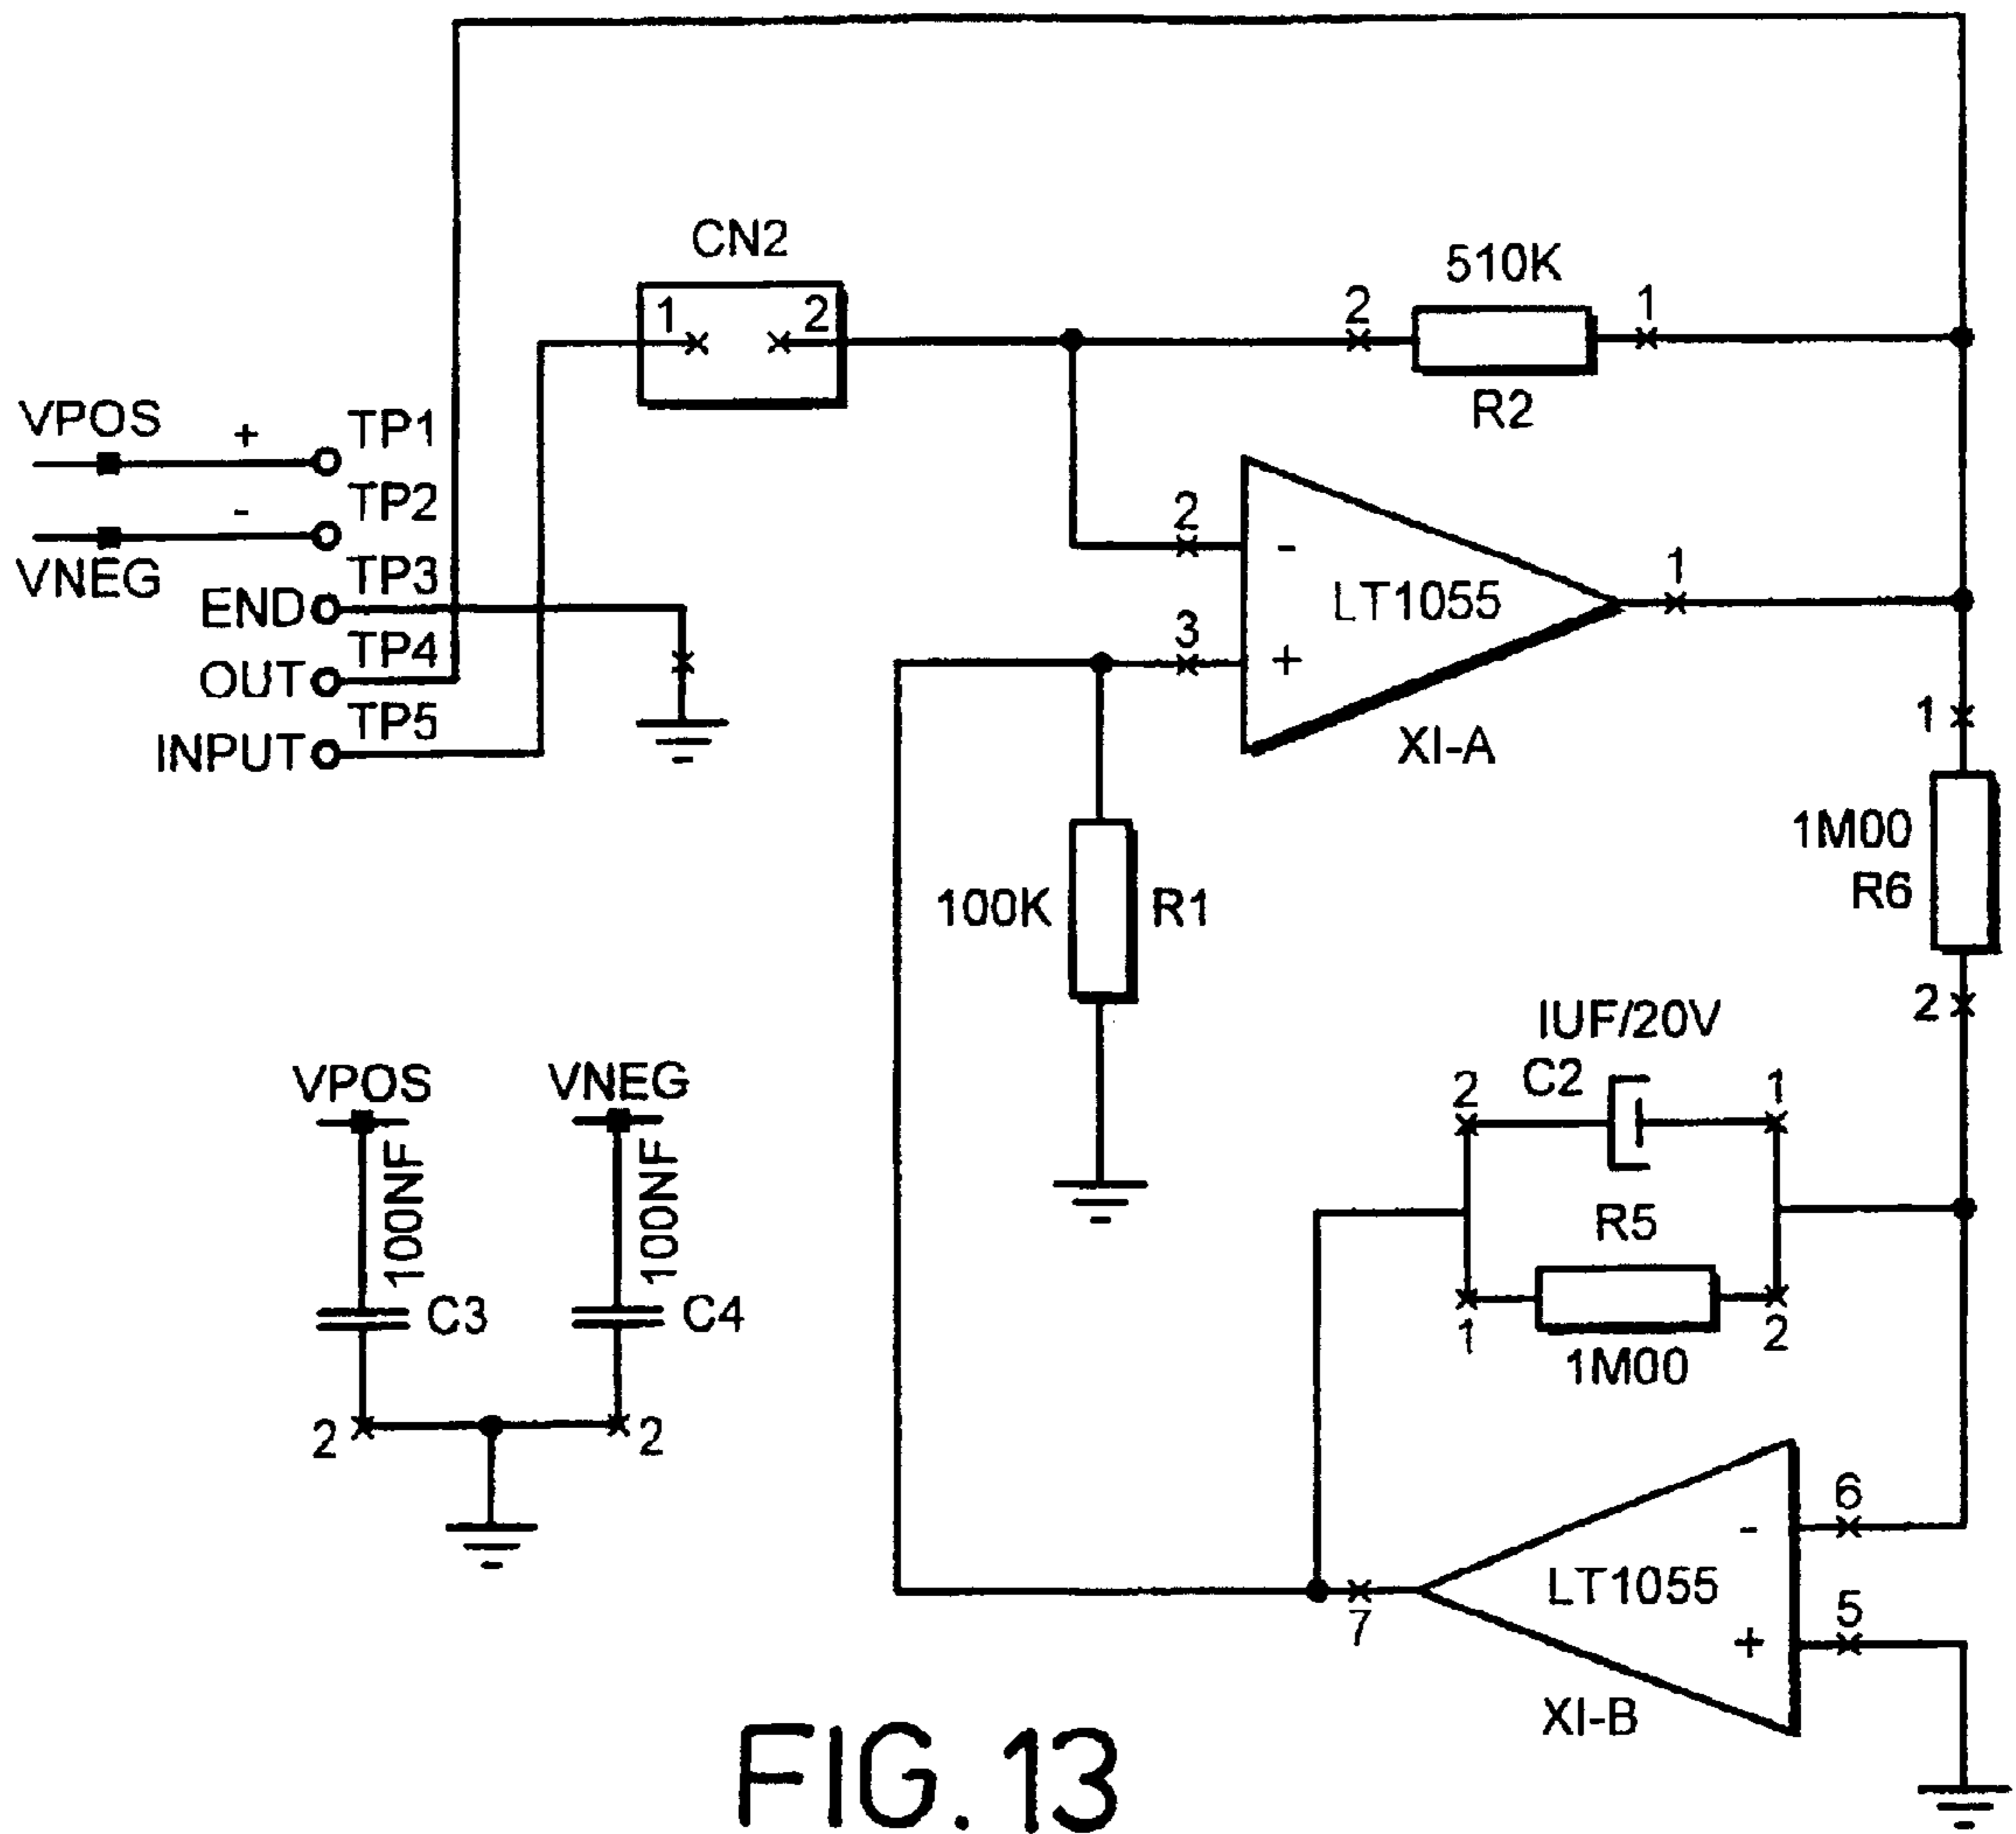 CN2
1 2
510K
2 1
R2
VPOS + TP1
- TP2
VNEG
TP3
END
TP4
OUT
TP5
INPUT
2 -
LT1055
1
3 +
XI-A
1
1M00
R6
2
100K R1
IUF/20V
C2
2 1
R5
1 2
1M00
VPOS VNEG
100NF 100NF
C3 C4
2 2
- 6
LT1055
+ 5
7
XI-B
FIG. 13